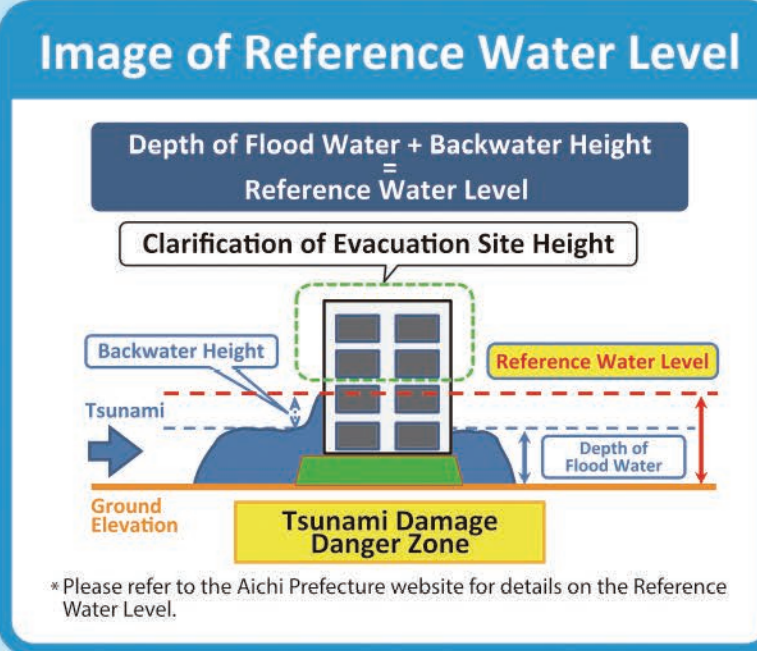 Image of Reference Water Level
Depth of Flood Water + Backwater Height
=
Reference Water Level
Clarification of Evacuation Site Height
Backwater Height
Reference Water Level
Tsunami
Depth of
Flood Water
Ground
Elevation
Tsunami Damage
Danger Zone
*Please refer to the Aichi Prefecture website for details on the Reference
Water Level.